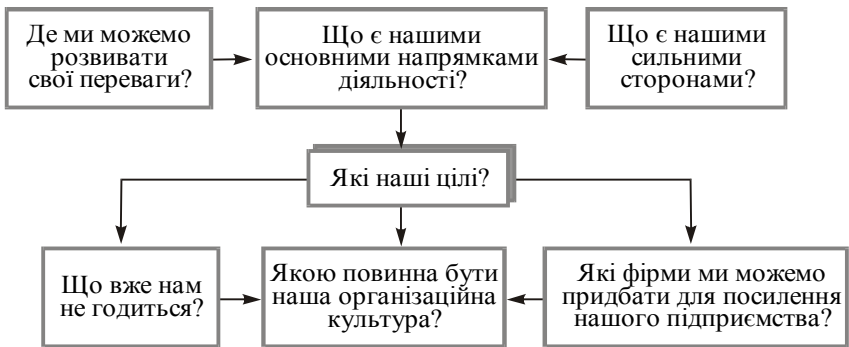 Де ми можемо
розвивати
свої переваги?
Що є нашими
основними напрямками
діяльності?
Що є нашими
сильними
сторонами?
Які наші цілі?
Що вже нам
не годиться?
Якою повинна бути
наша організаційна
культура?
Які фірми ми можемо
придбати для посилення
нашого підприємства?